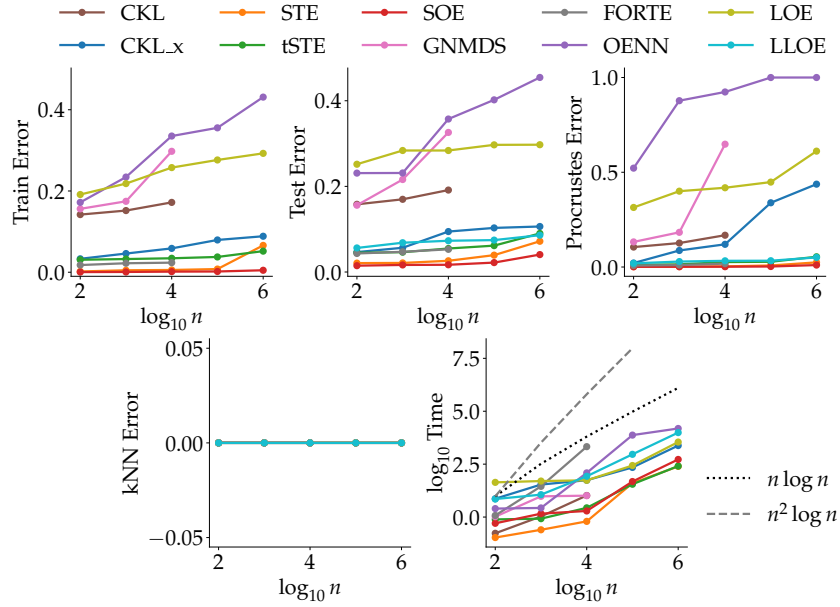 CKL STE SOE FORTE LOE
CKL_x tSTE GNMDS OENN LLOE
0.4
0.2
0.0
Train Error
2 4 6
log₁₀ n
0.4
0.2
0.0
Test Error
2 4 6
log₁₀ n
1.0
0.5
0.0
Procrustes Error
2 4 6
log₁₀ n
0.05
0.00
−0.05
kNN Error
2 4 6
log₁₀ n
7.5
5.0
2.5
0.0
log₁₀ Time
2 4 6
log₁₀ n
n log n
n² log n